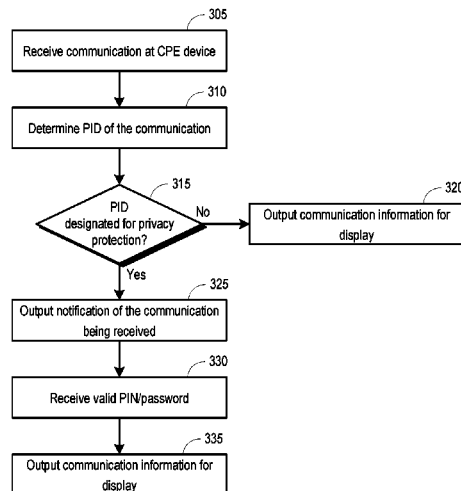 305
Receive communication at CPE device
310
Determine PID of the communication
315
PID
designated for privacy
protection?
No
320
Output communication information for
display
Yes
325
Output notification of the communication
being received
330
Receive valid PIN/password
335
Output communication information for
display